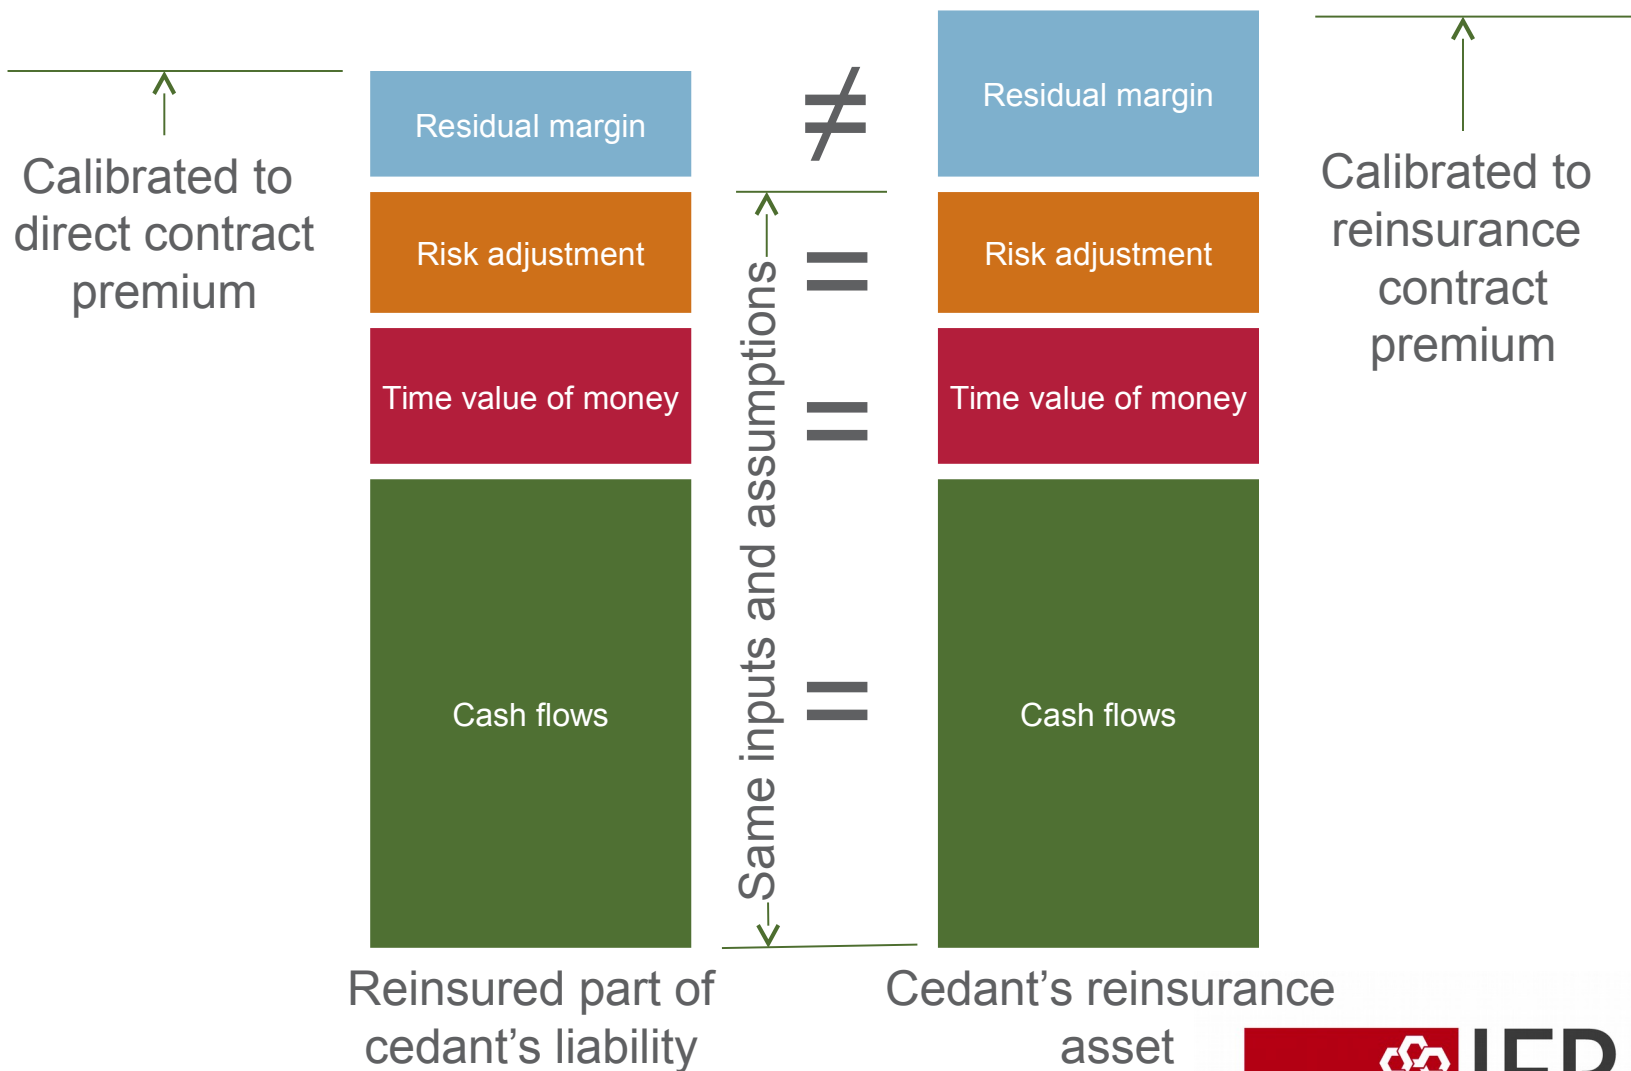 Calibrated to
direct contract
premium
Residual margin
Risk adjustment
Time value of money
Cash flows
Reinsured part of
cedant’s liability
≠
=
=
=
Same inputs and assumptions
Residual margin
Risk adjustment
Time value of money
Cash flows
Cedant’s reinsurance
asset
Calibrated to
reinsurance
contract
premium